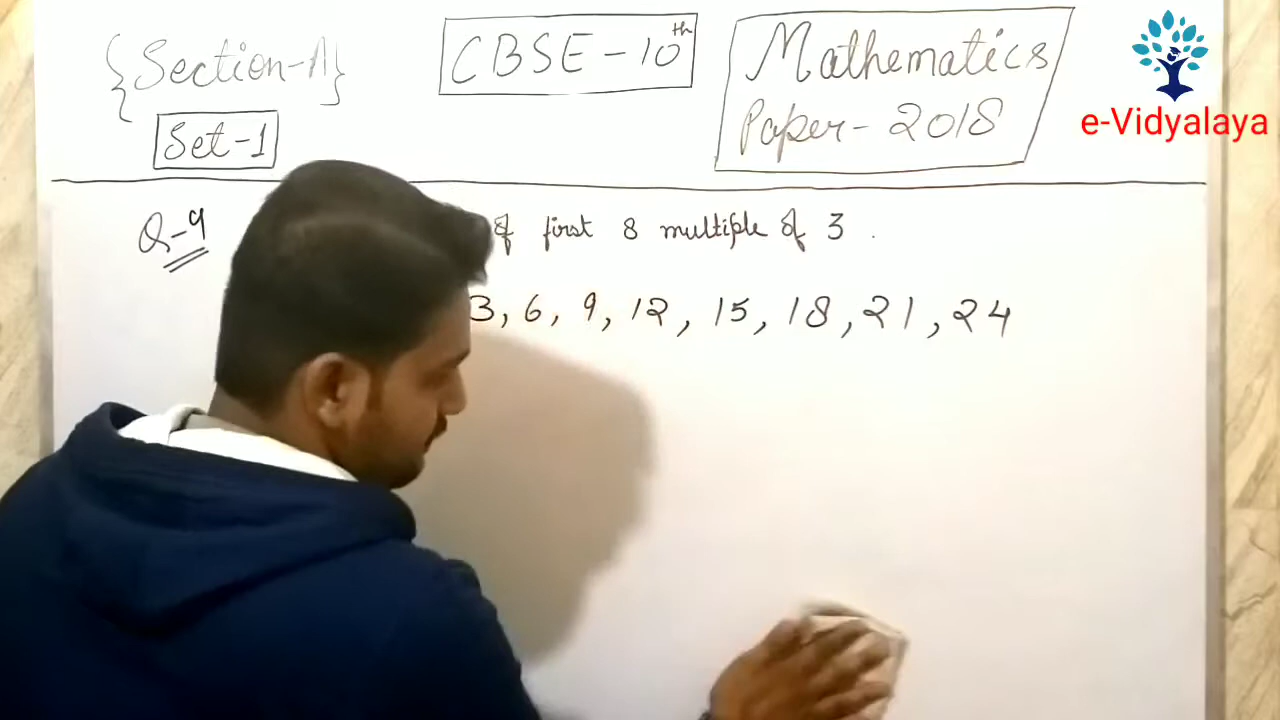 {Section-A}
Set-1
CBSE-10th
Mathematics
Paper-2018
e-Vidyalaya
Q-9 of first 8 multiple of 3.
3, 6, 9, 12, 15, 18, 21, 24